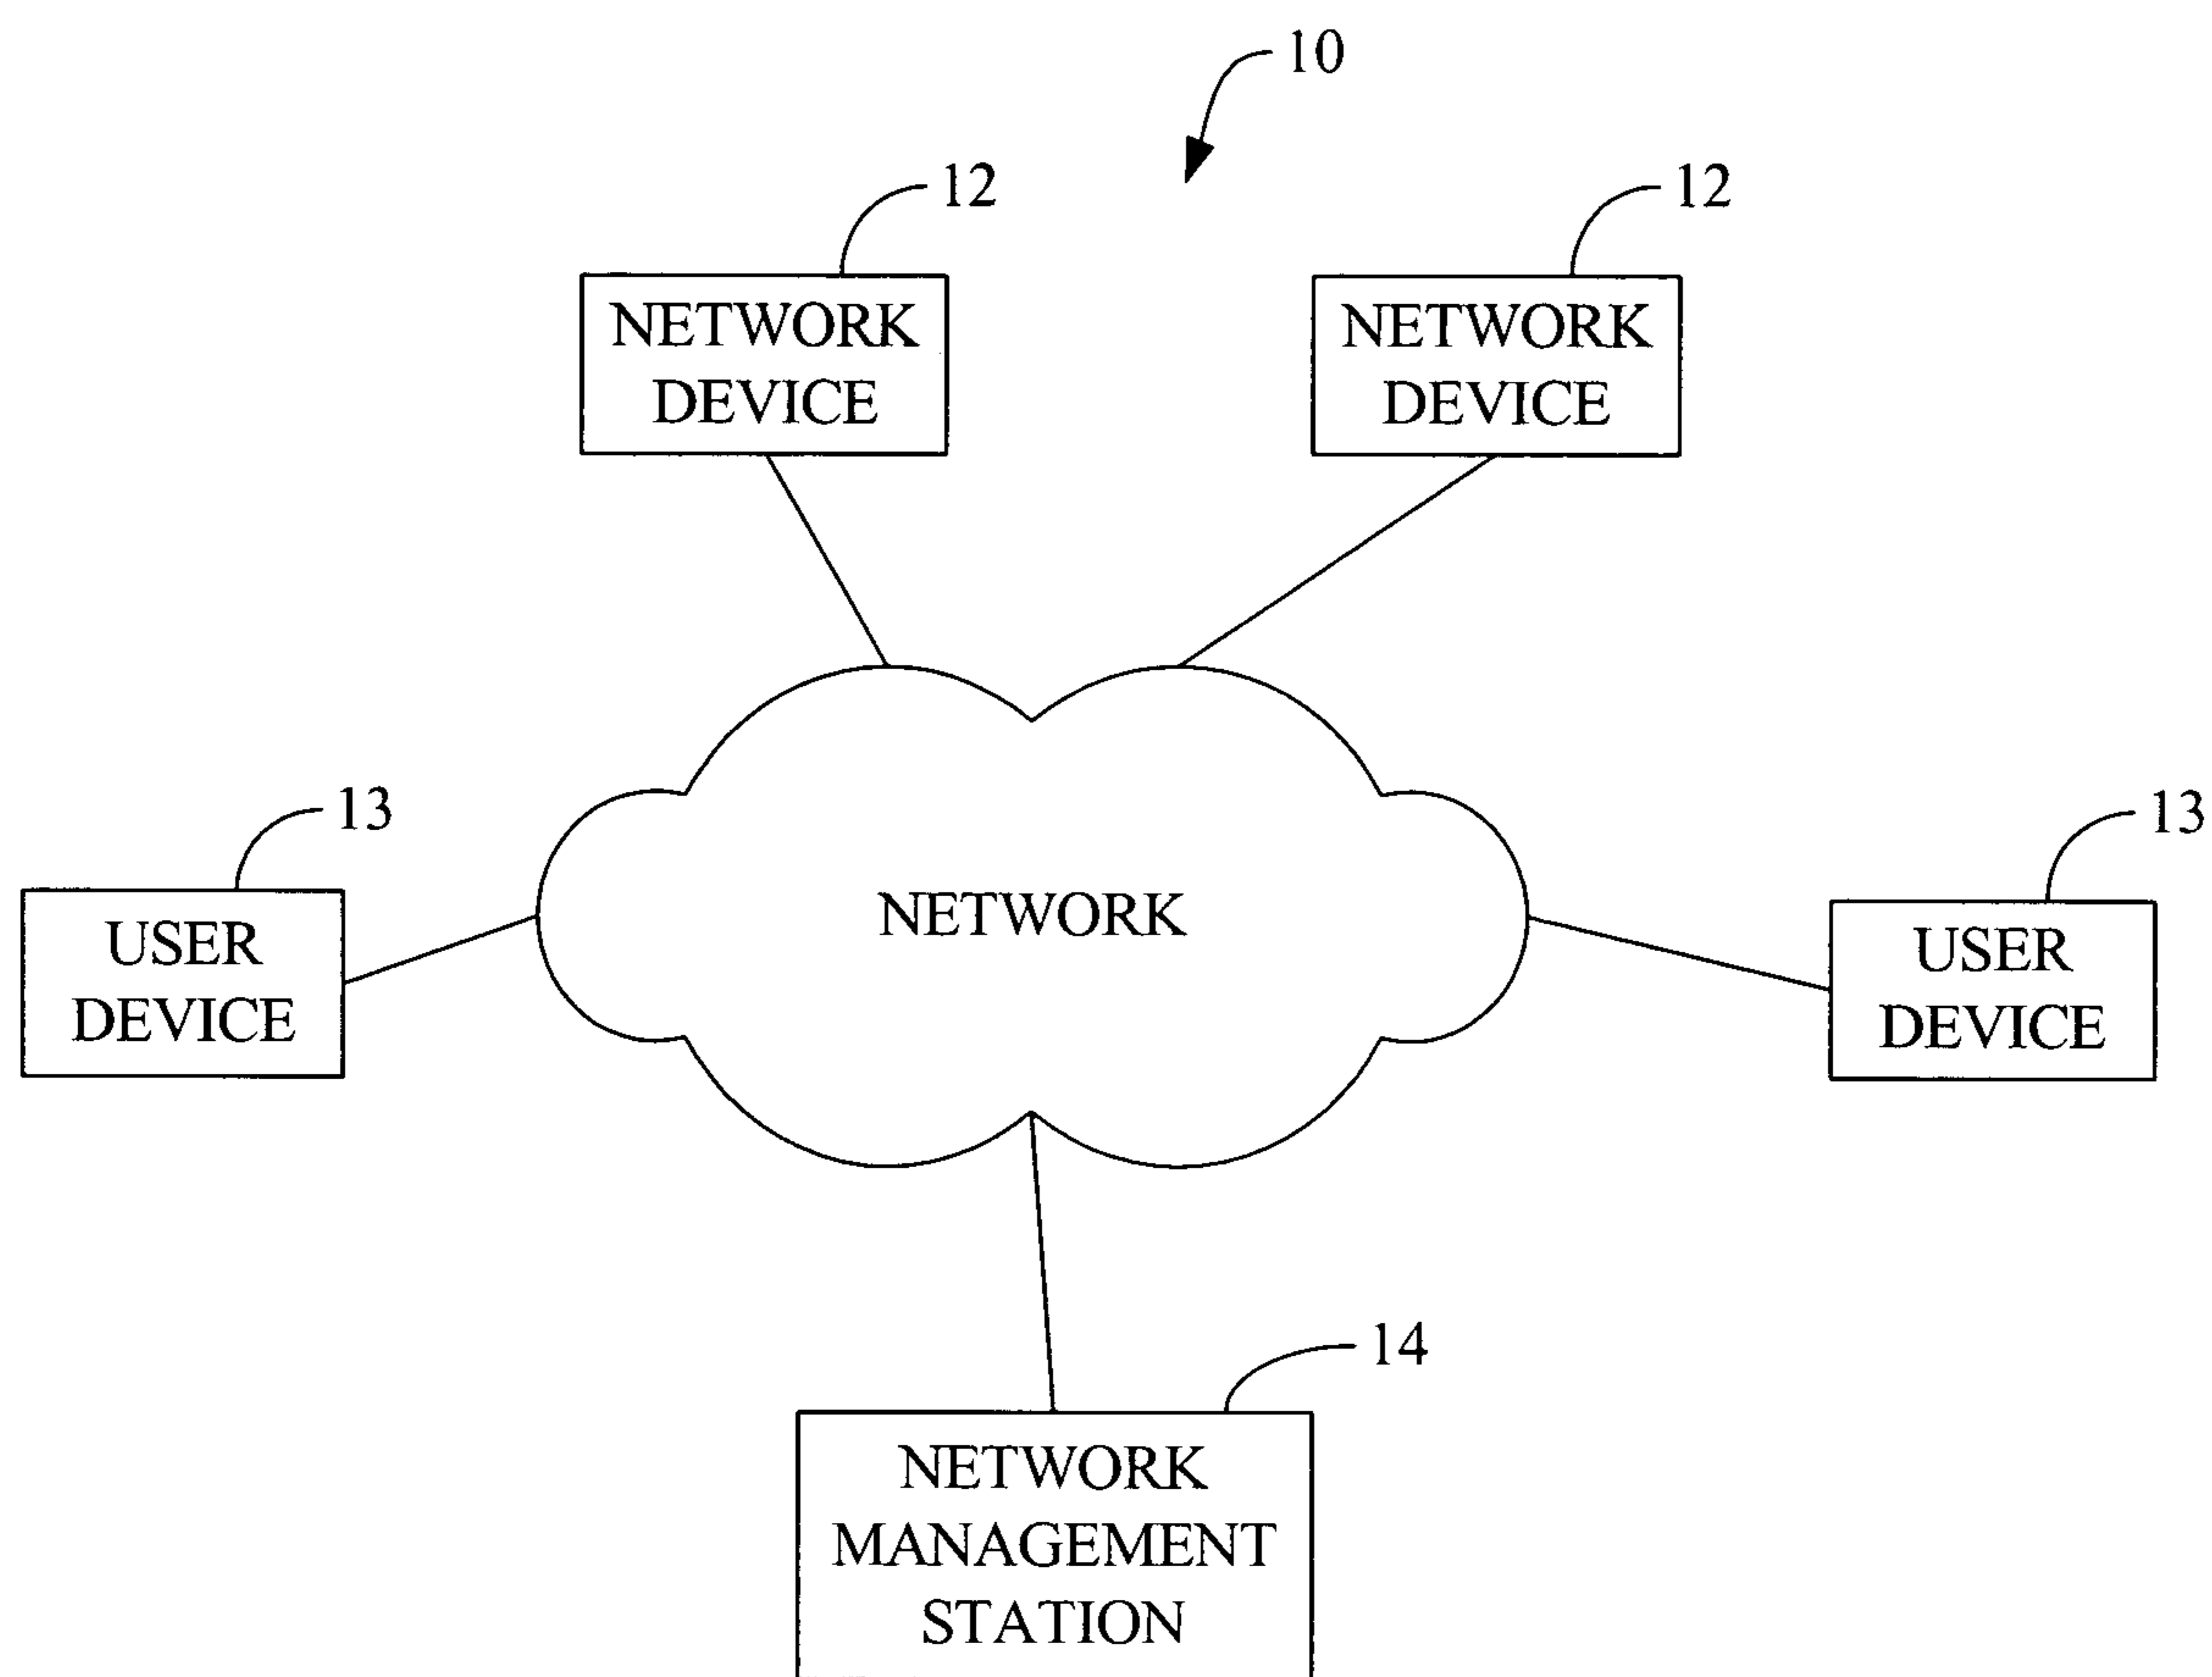 10
12
12
NETWORK
DEVICE
NETWORK
DEVICE
13
13
USER
DEVICE
NETWORK
USER
DEVICE
14
NETWORK
MANAGEMENT
STATION